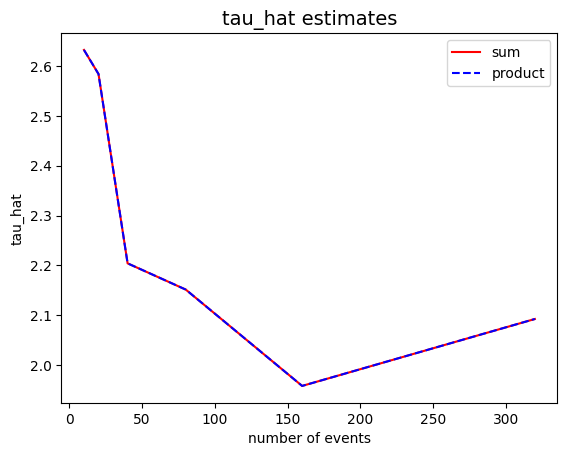 tau_hat estimates
sum
product
2.6
2.5
2.4
2.3
2.2
2.1
2.0
tau_hat
0 50 100 150 200 250 300
number of events